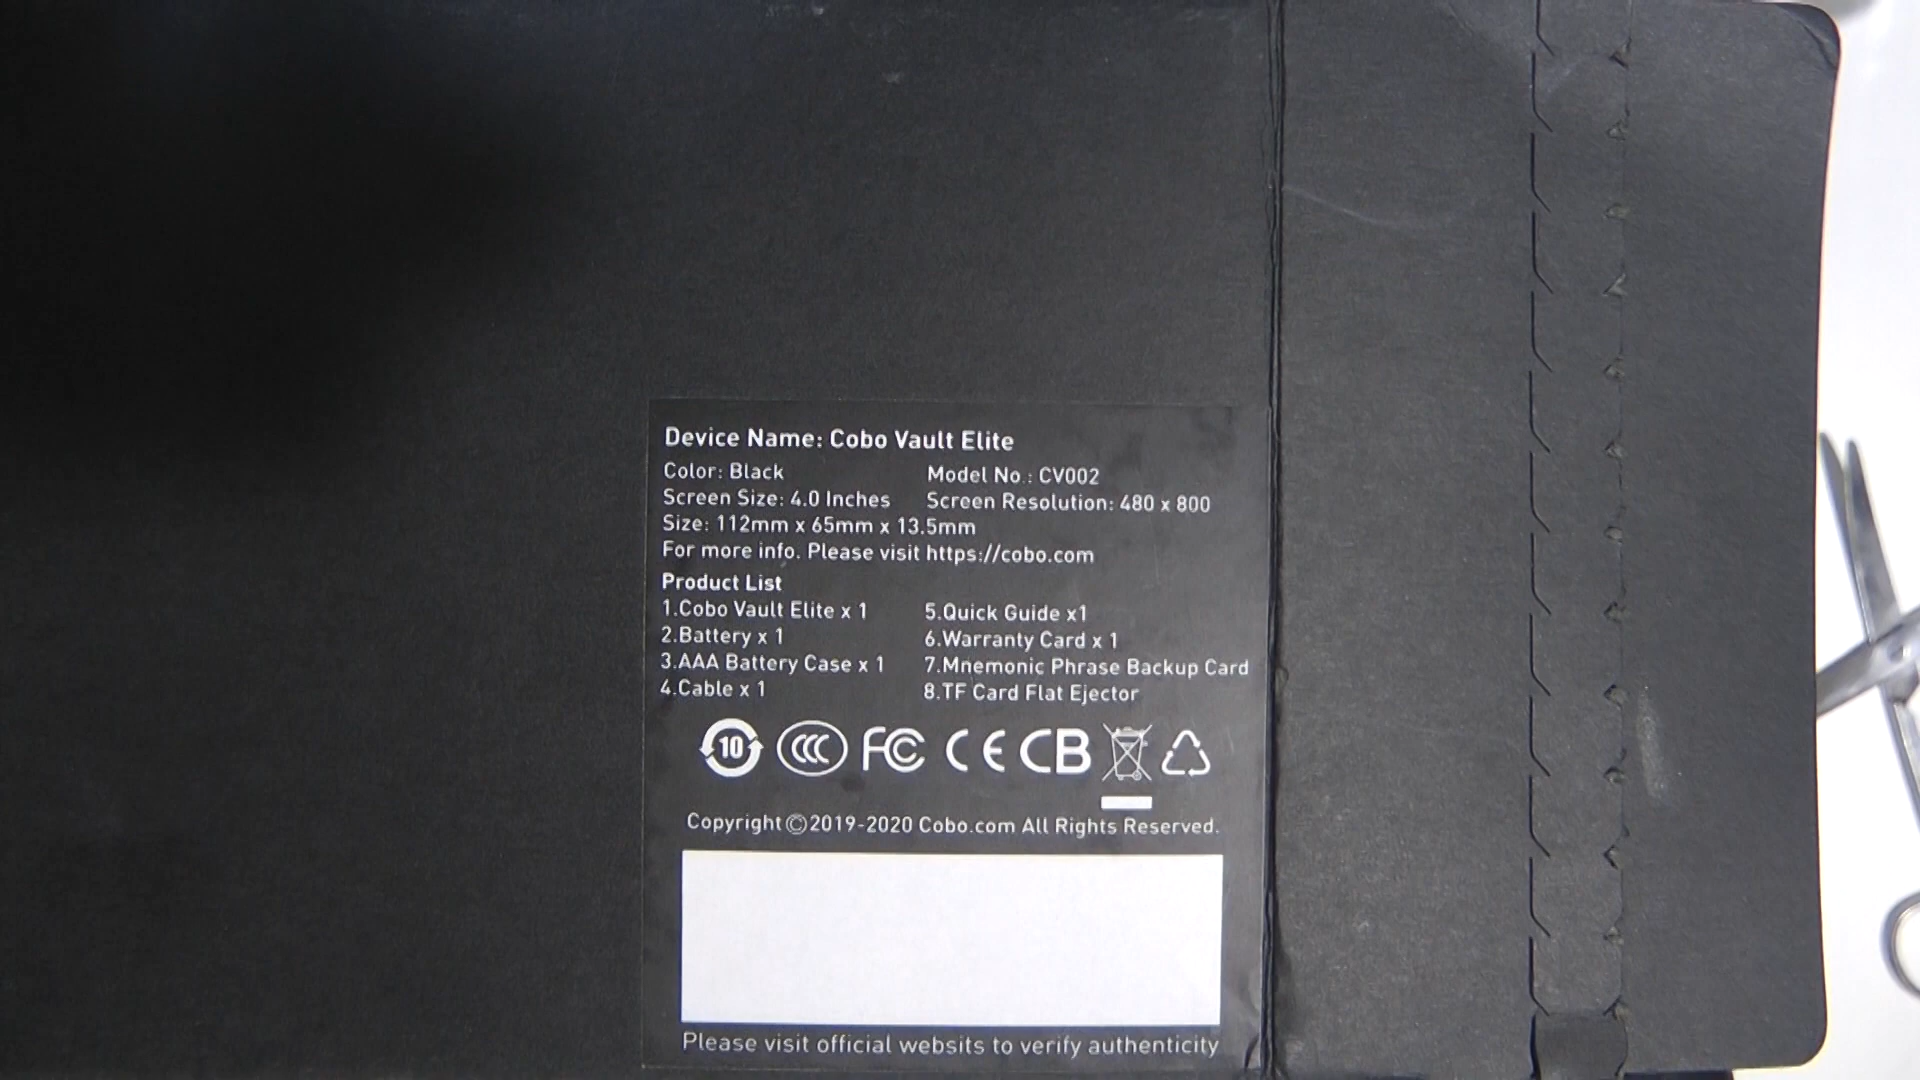 Device Name: Cobo Vault Elite
Color: Black Model No.: CV002
Screen Size: 4.0 Inches Screen Resolution: 480 x 800
Size: 112mm x 65mm x 13.5mm
For more info. Please visit https://cobo.com
Product List
1.Cobo Vault Elite x 1 5.Quick Guide x1
2.Battery x 1 6.Warranty Card x 1
3.AAA Battery Case x 1 7.Mnemonic Phrase Backup Card
4.Cable x 1 8.TF Card Flat Ejector
10 CCC FC CE CB
Copyright©2019-2020 Cobo.com All Rights Reserved.
Please visit official websits to verify authenticity